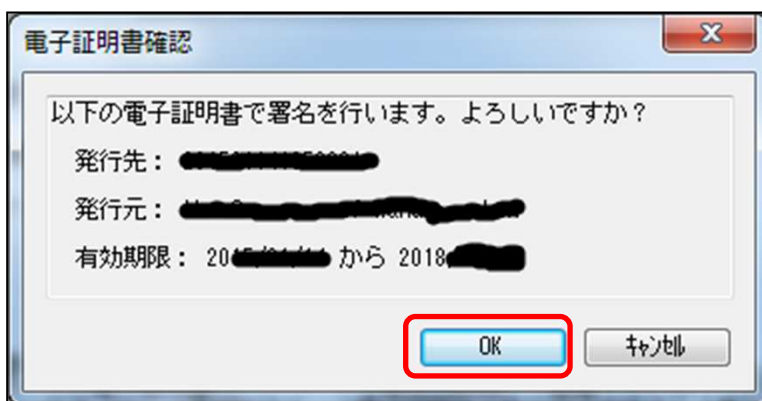 電子証明書確認
以下の電子証明書で署名を行います。よろしいですか？
発行先：
発行元：
有効期限： 20 から 2018
OK
ｷｬﾝｾﾙ